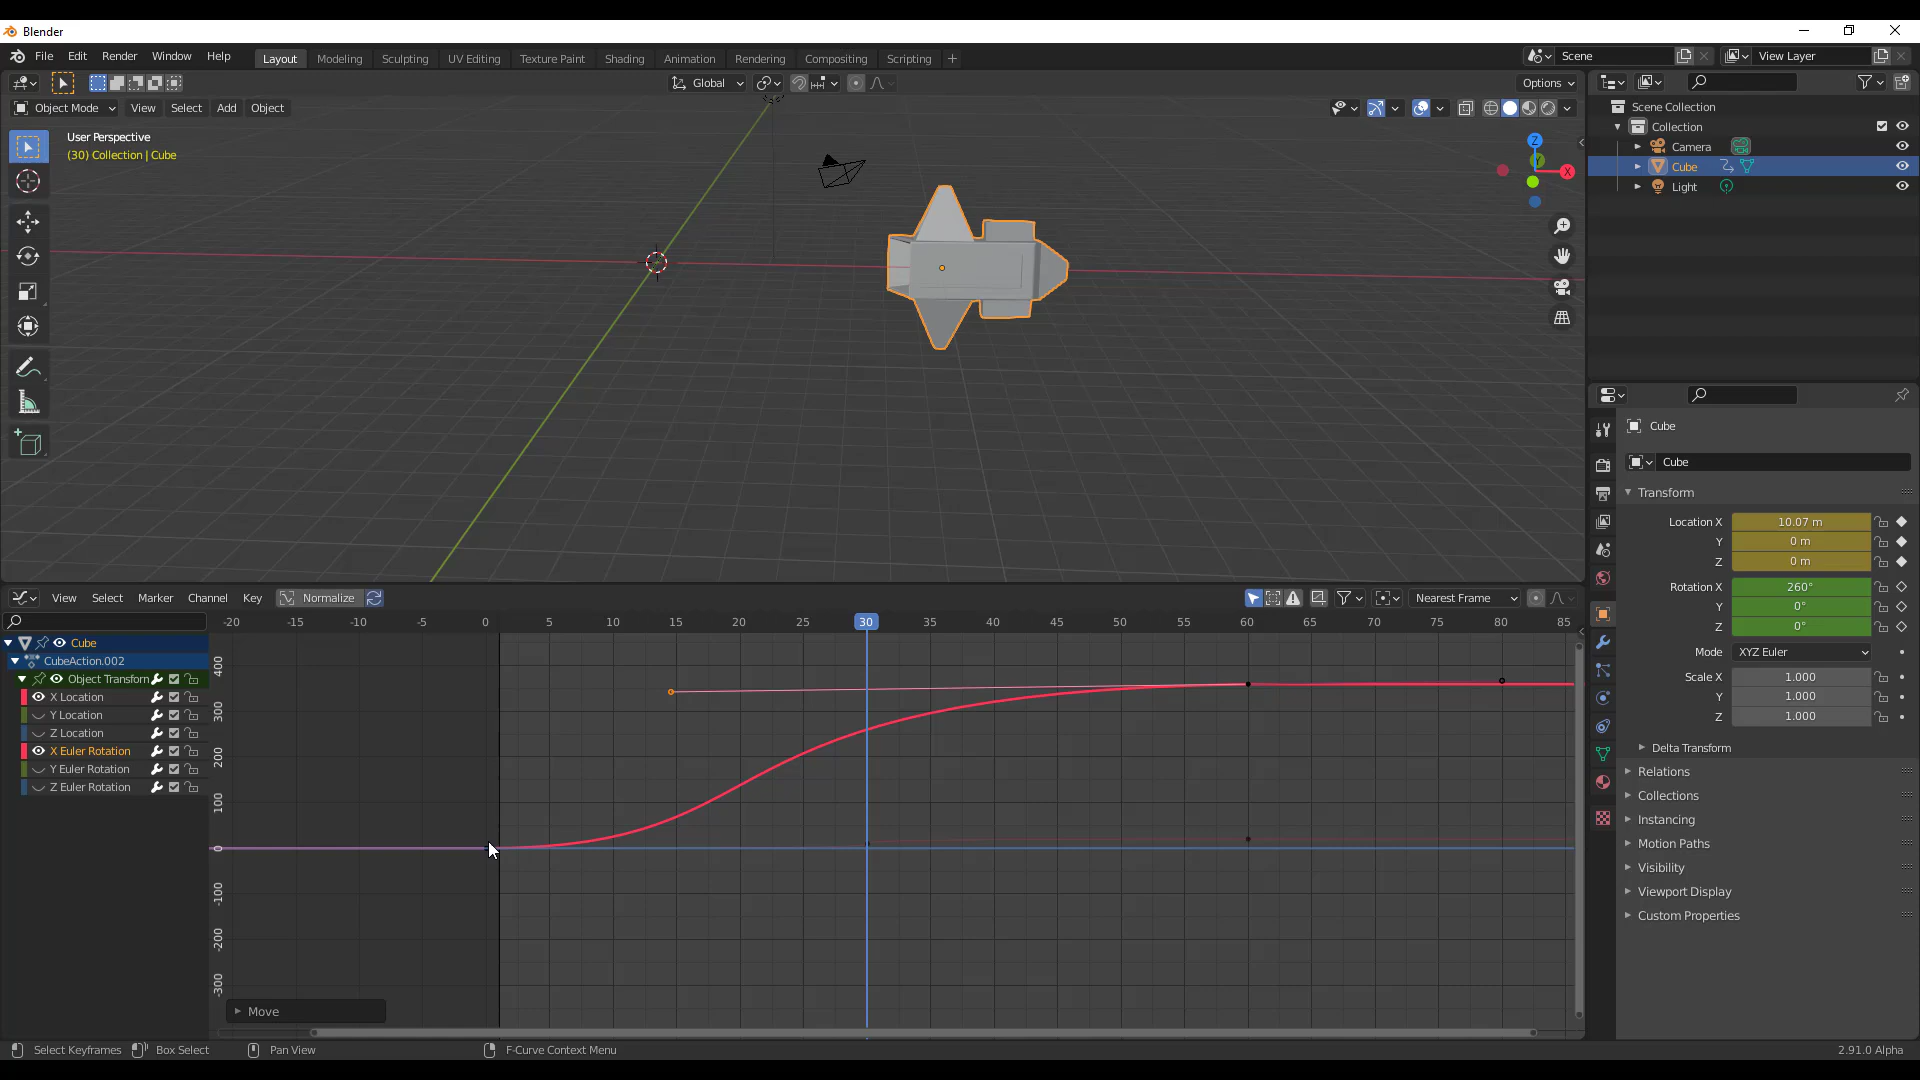 Blender
File Edit Render Window Help Layout Modeling Sculpting UV Editing Texture Paint Shading Animation Rendering Compositing Scripting + Scene View Layer
Global Options
Object Mode View Select Add Object
User Perspective
(30) Collection | Cube
Z
Y
X
Scene Collection
Collection
Camera
Cube
Light
Cube
Cube
Transform
Location X 10.07 m
Y 0 m
Z 0 m
Rotation X 260°
Y 0°
Z 0°
Mode XYZ Euler
Scale X 1.000
Y 1.000
Z 1.000
Delta Transform
Relations
Collections
Instancing
Motion Paths
Visibility
Viewport Display
Custom Properties
View Select Marker Channel Key Normalize Nearest Frame
-20 -15 -10 -5 0 5 10 15 20 25 30 35 40 45 50 55 60 65 70 75 80 85
Cube
CubeAction.002
Object Transform
X Location
Y Location
Z Location
X Euler Rotation
Y Euler Rotation
Z Euler Rotation
400
300
200
100
0
-100
-200
-300
Move
Select Keyframes Box Select Pan View F-Curve Context Menu 2.91.0 Alpha